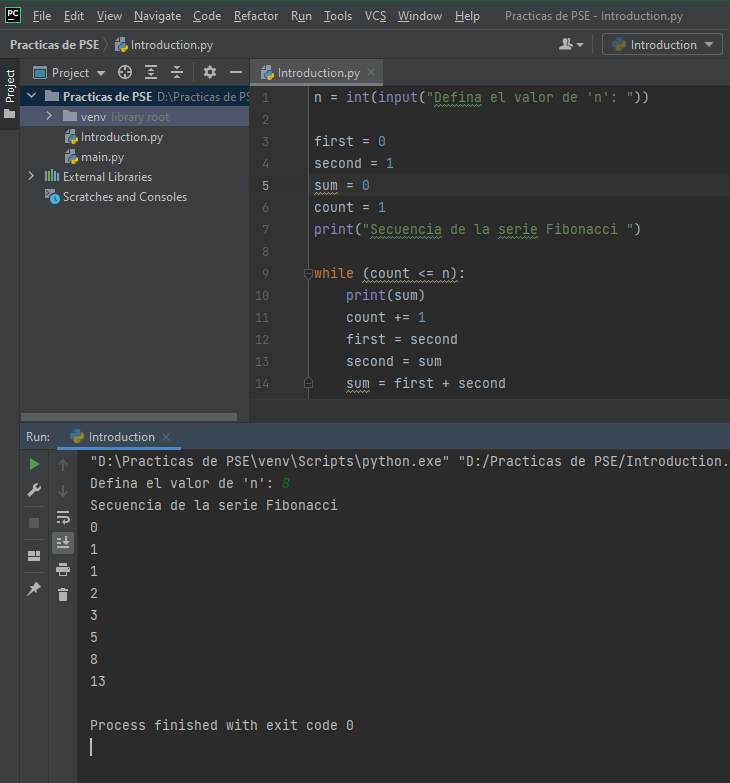 PC File Edit View Navigate Code Refactor Run Tools VCS Window Help Practicas de PSE - Introduction.py
Practicas de PSE Introduction.py Introduction
Project
Project Introduction.py
Practicas de PSE D:\Practicas de PS
venv library root
Introduction.py
main.py
External Libraries
Scratches and Consoles
1 n = int(input("Defina el valor de 'n': "))
2
3 first = 0
4 second = 1
5 sum = 0
6 count = 1
7 print("Secuencia de la serie Fibonacci ")
8
9 while (count <= n):
10 print(sum)
11 count += 1
12 first = second
13 second = sum
14 sum = first + second
Run: Introduction
"D:\Practicas de PSE\venv\Scripts\python.exe" "D:/Practicas de PSE/Introduction.
Defina el valor de 'n': 8
Secuencia de la serie Fibonacci
0
1
1
2
3
5
8
13
Process finished with exit code 0